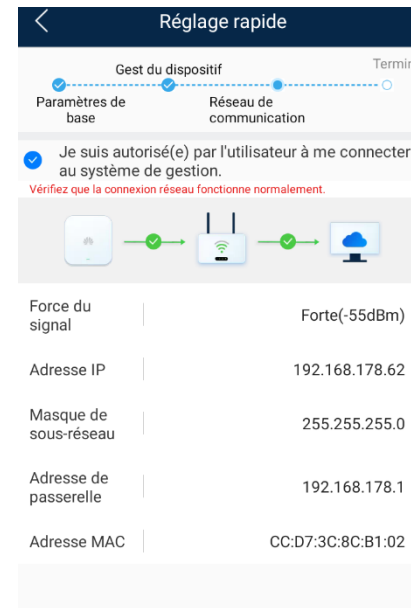 Réglage rapide
Gest du dispositif
Termin
Paramètres de
base
Réseau de
communication
Je suis autorisé(e) par l'utilisateur à me connecter
au système de gestion.
Vérifiez que la connexion réseau fonctionne normalement.
Force du
signal
Forte(-55dBm)
Adresse IP
192.168.178.62
Masque de
sous-réseau
255.255.255.0
Adresse de
passerelle
192.168.178.1
Adresse MAC
CC:D7:3C:8C:B1:02